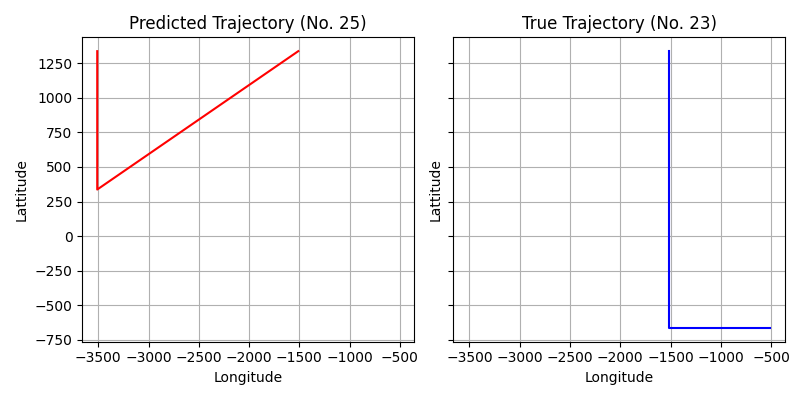 Predicted Trajectory (No. 25)
True Trajectory (No. 23)
Lattitude
1250
1000
750
500
250
0
−250
−500
−750
−3500 −3000 −2500 −2000 −1500 −1000 −500
Longitude
Lattitude
−3500 −3000 −2500 −2000 −1500 −1000 −500
Longitude